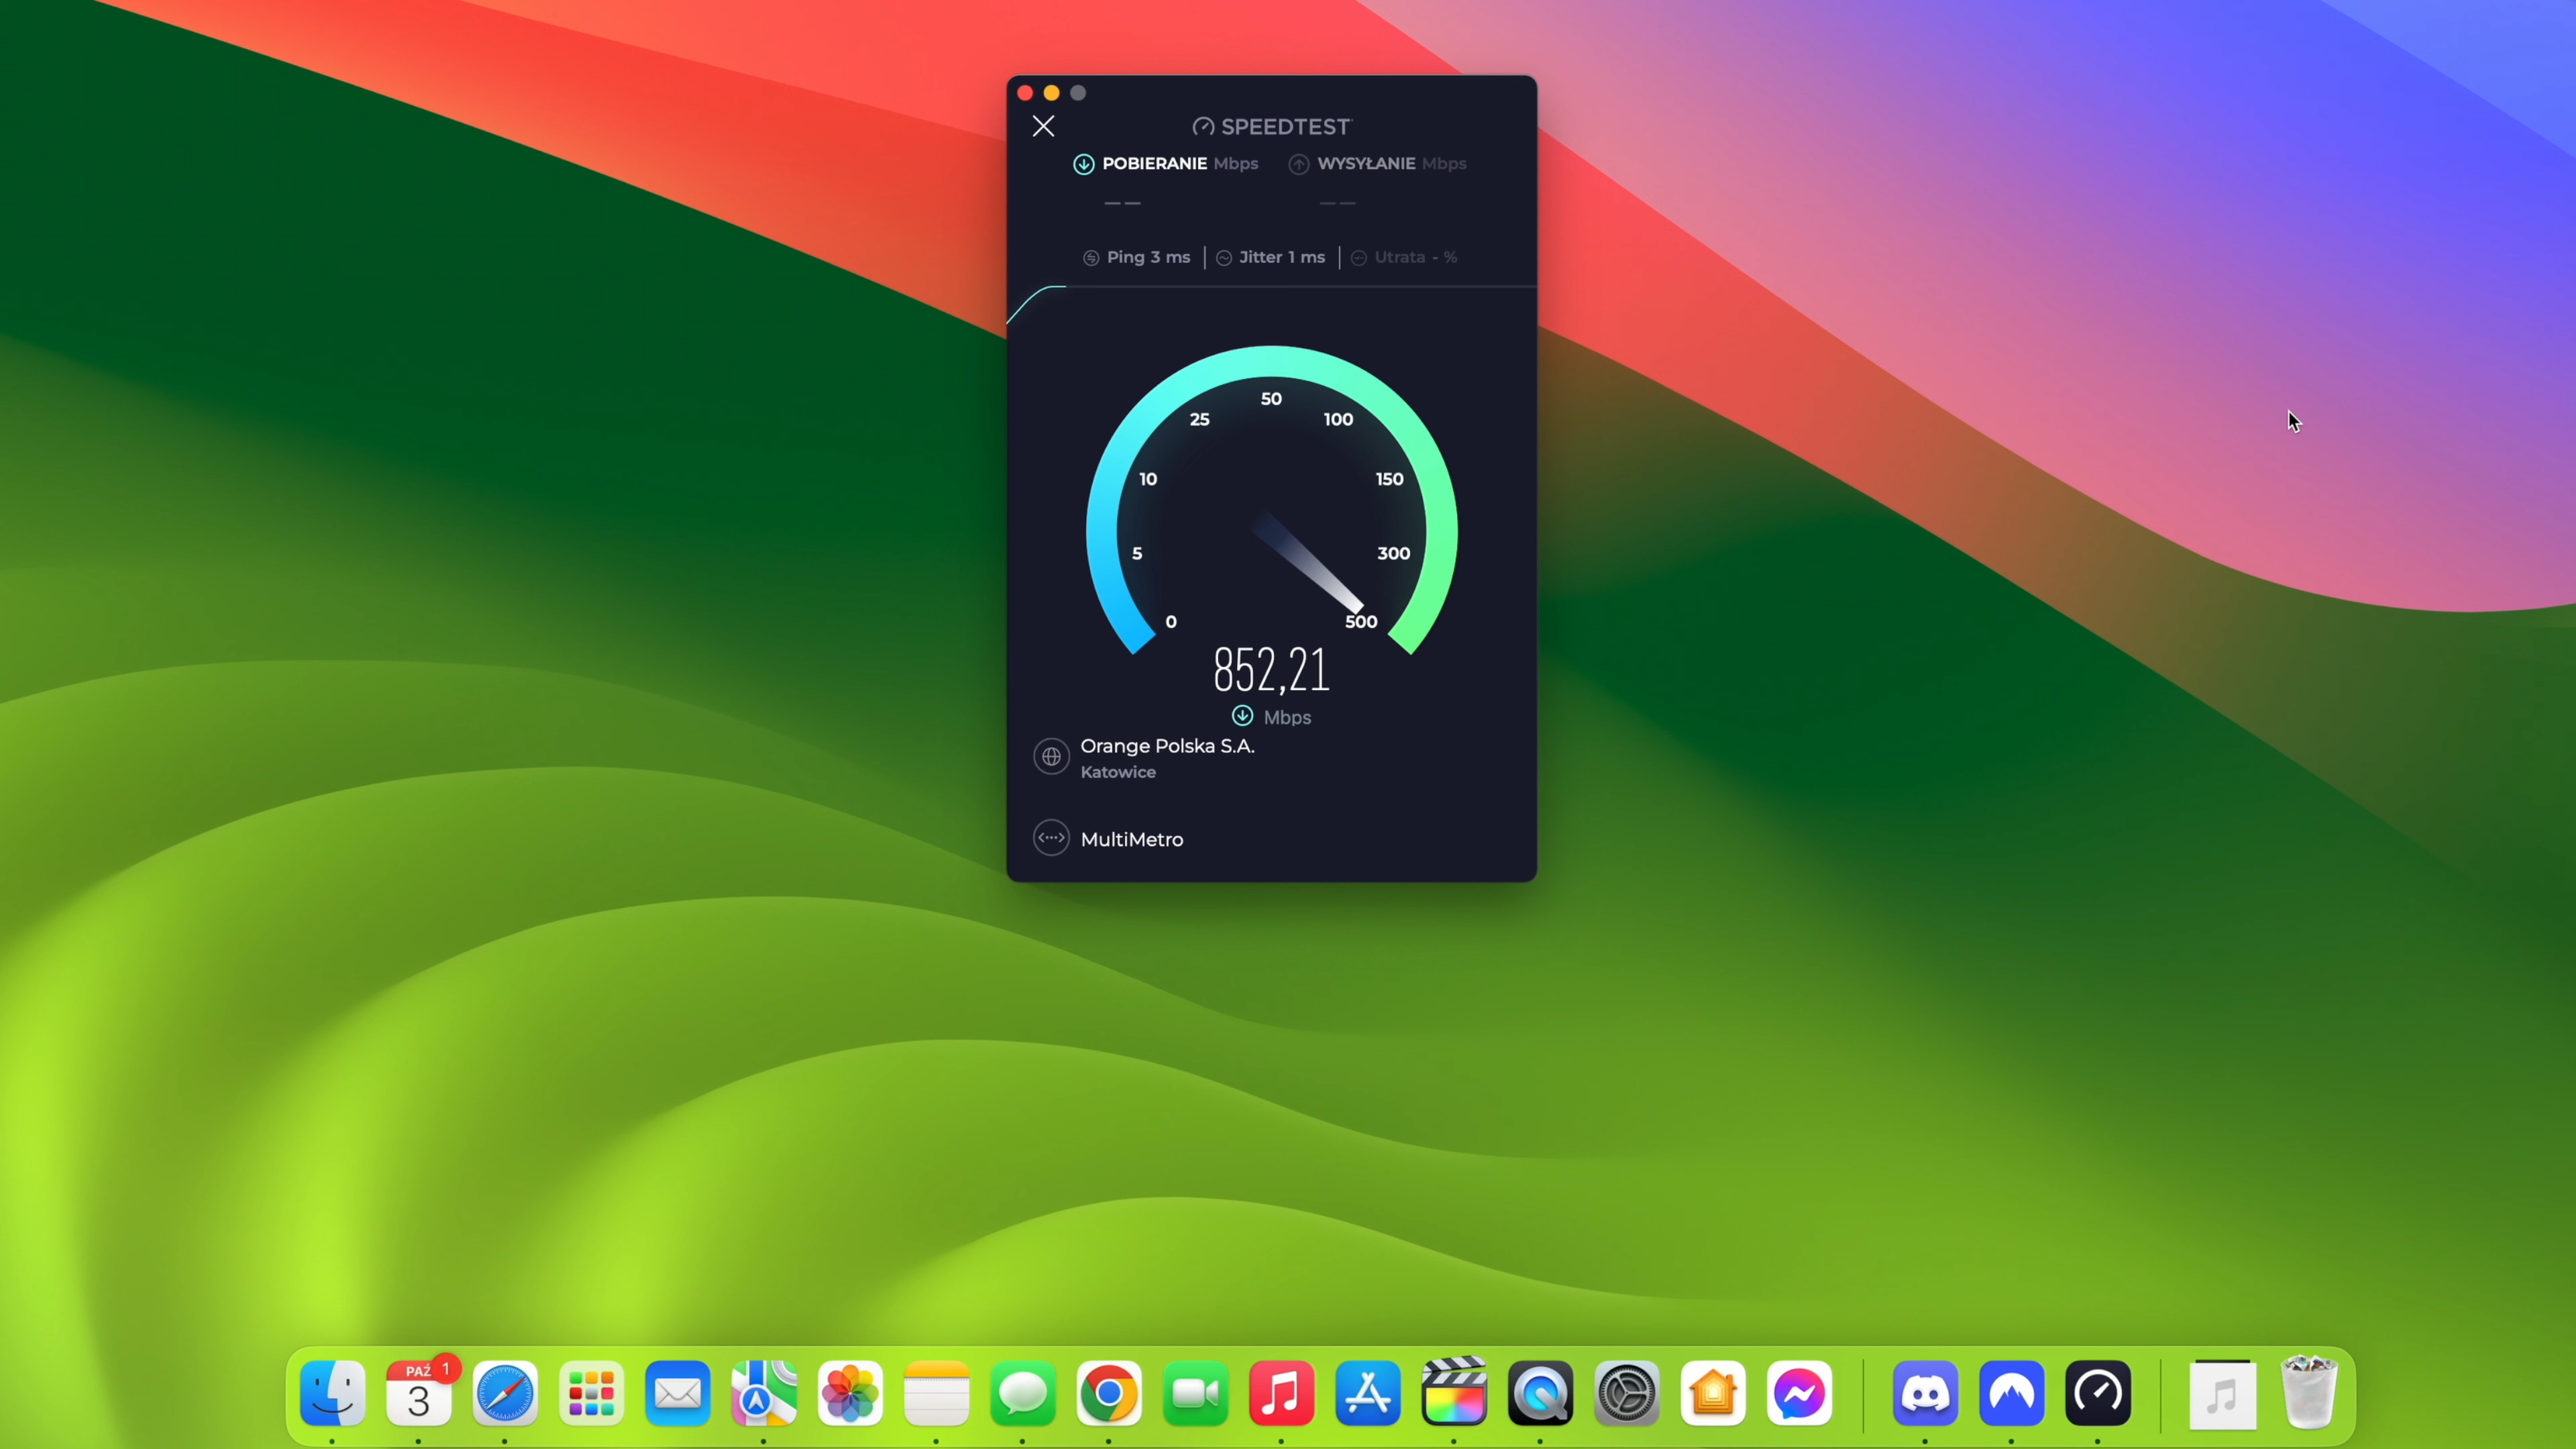 SPEEDTEST
POBIERANIE Mbps WYSYŁANIE Mbps
— — — —
Ping 3 ms Jitter 1 ms Utrata - %
50
25 100
10 150
5 300
0 500
852,21
Mbps
Orange Polska S.A.
Katowice
MultiMetro
PAŹ 1
3